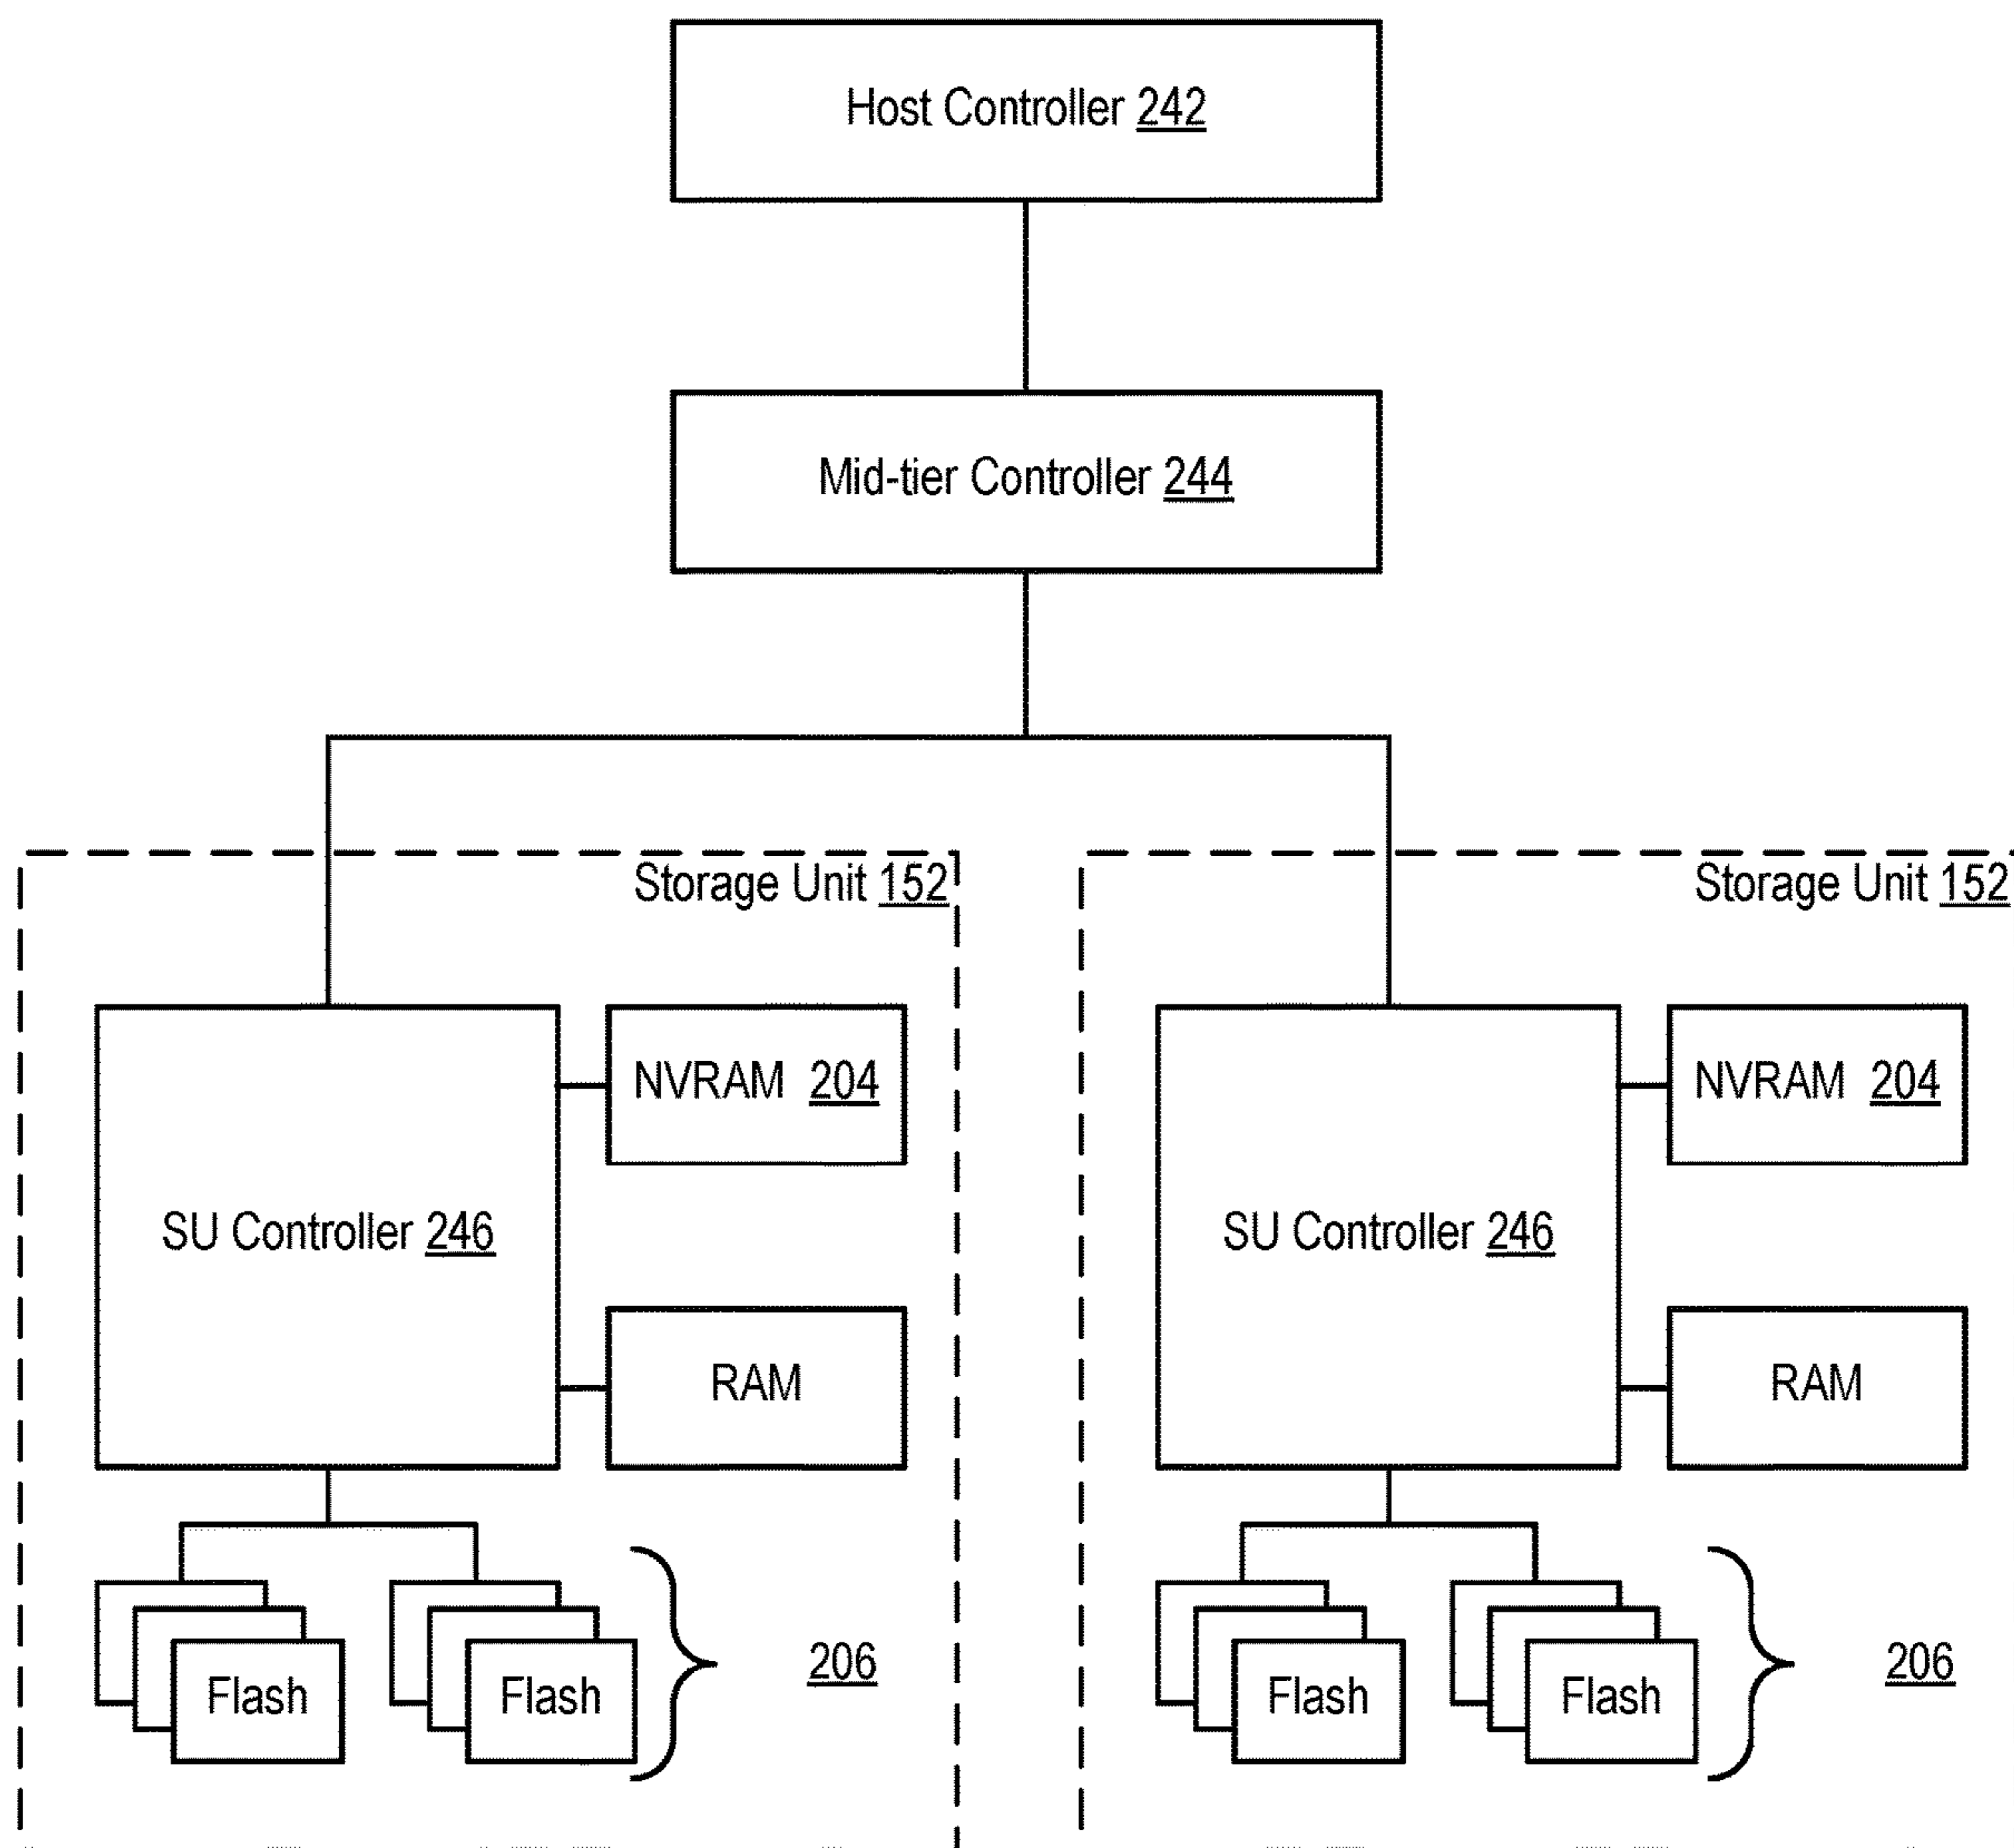 Host Controller 242
Mid-tier Controller 244
Storage Unit 152
Storage Unit 152
NVRAM 204
NVRAM 204
SU Controller 246
SU Controller 246
RAM
RAM
206
206
Flash
Flash
Flash
Flash